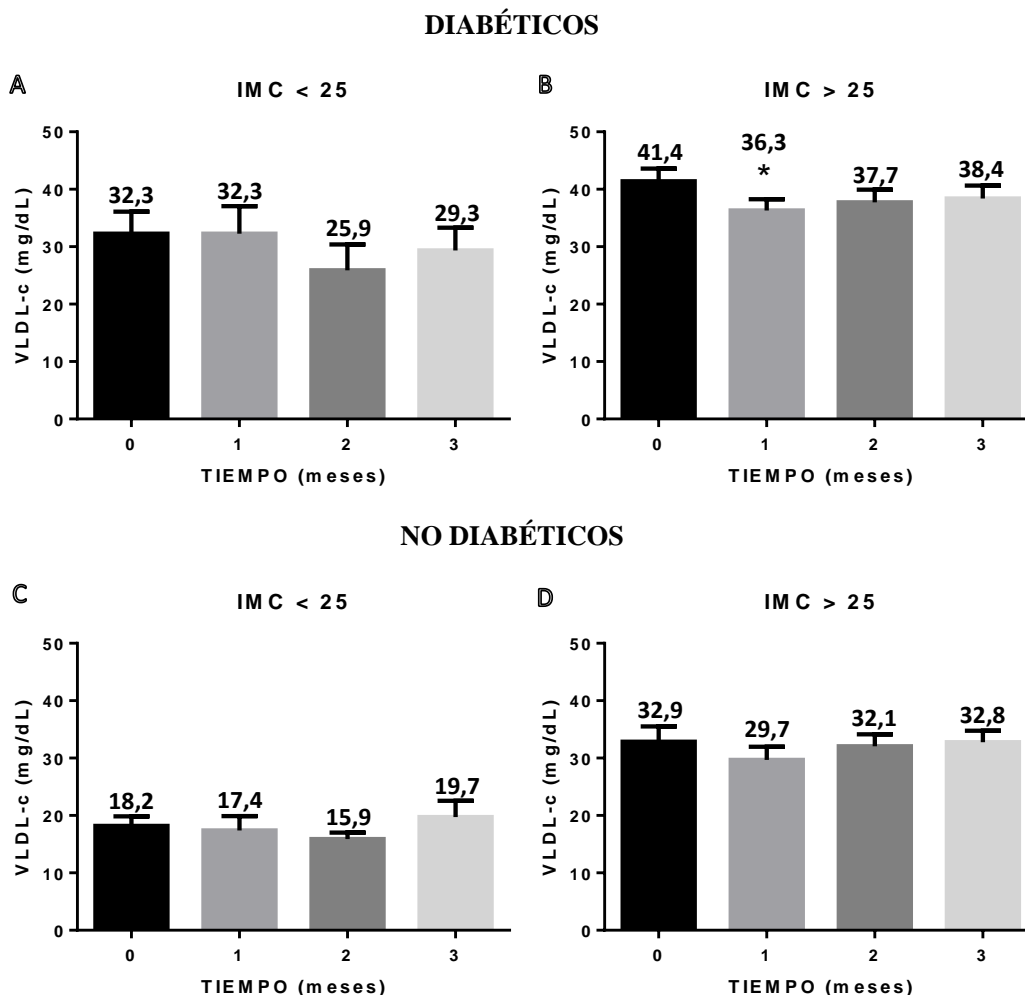 DIABÉTICOS
A
IMC < 25
VLDL-c (mg/dL)
50
40
30
20
10
0
32,3
32,3
25,9
29,3
0 1 2 3
TIEMPO (meses)
B
IMC > 25
VLDL-c (mg/dL)
50
40
30
20
10
0
41,4
36,3
*
37,7
38,4
0 1 2 3
TIEMPO (meses)
NO DIABÉTICOS
C
IMC < 25
VLDL-c (mg/dL)
50
40
30
20
10
0
18,2
17,4
15,9
19,7
0 1 2 3
TIEMPO (meses)
D
IMC > 25
VLDL-c (mg/dL)
50
40
30
20
10
0
32,9
29,7
32,1
32,8
0 1 2 3
TIEMPO (meses)